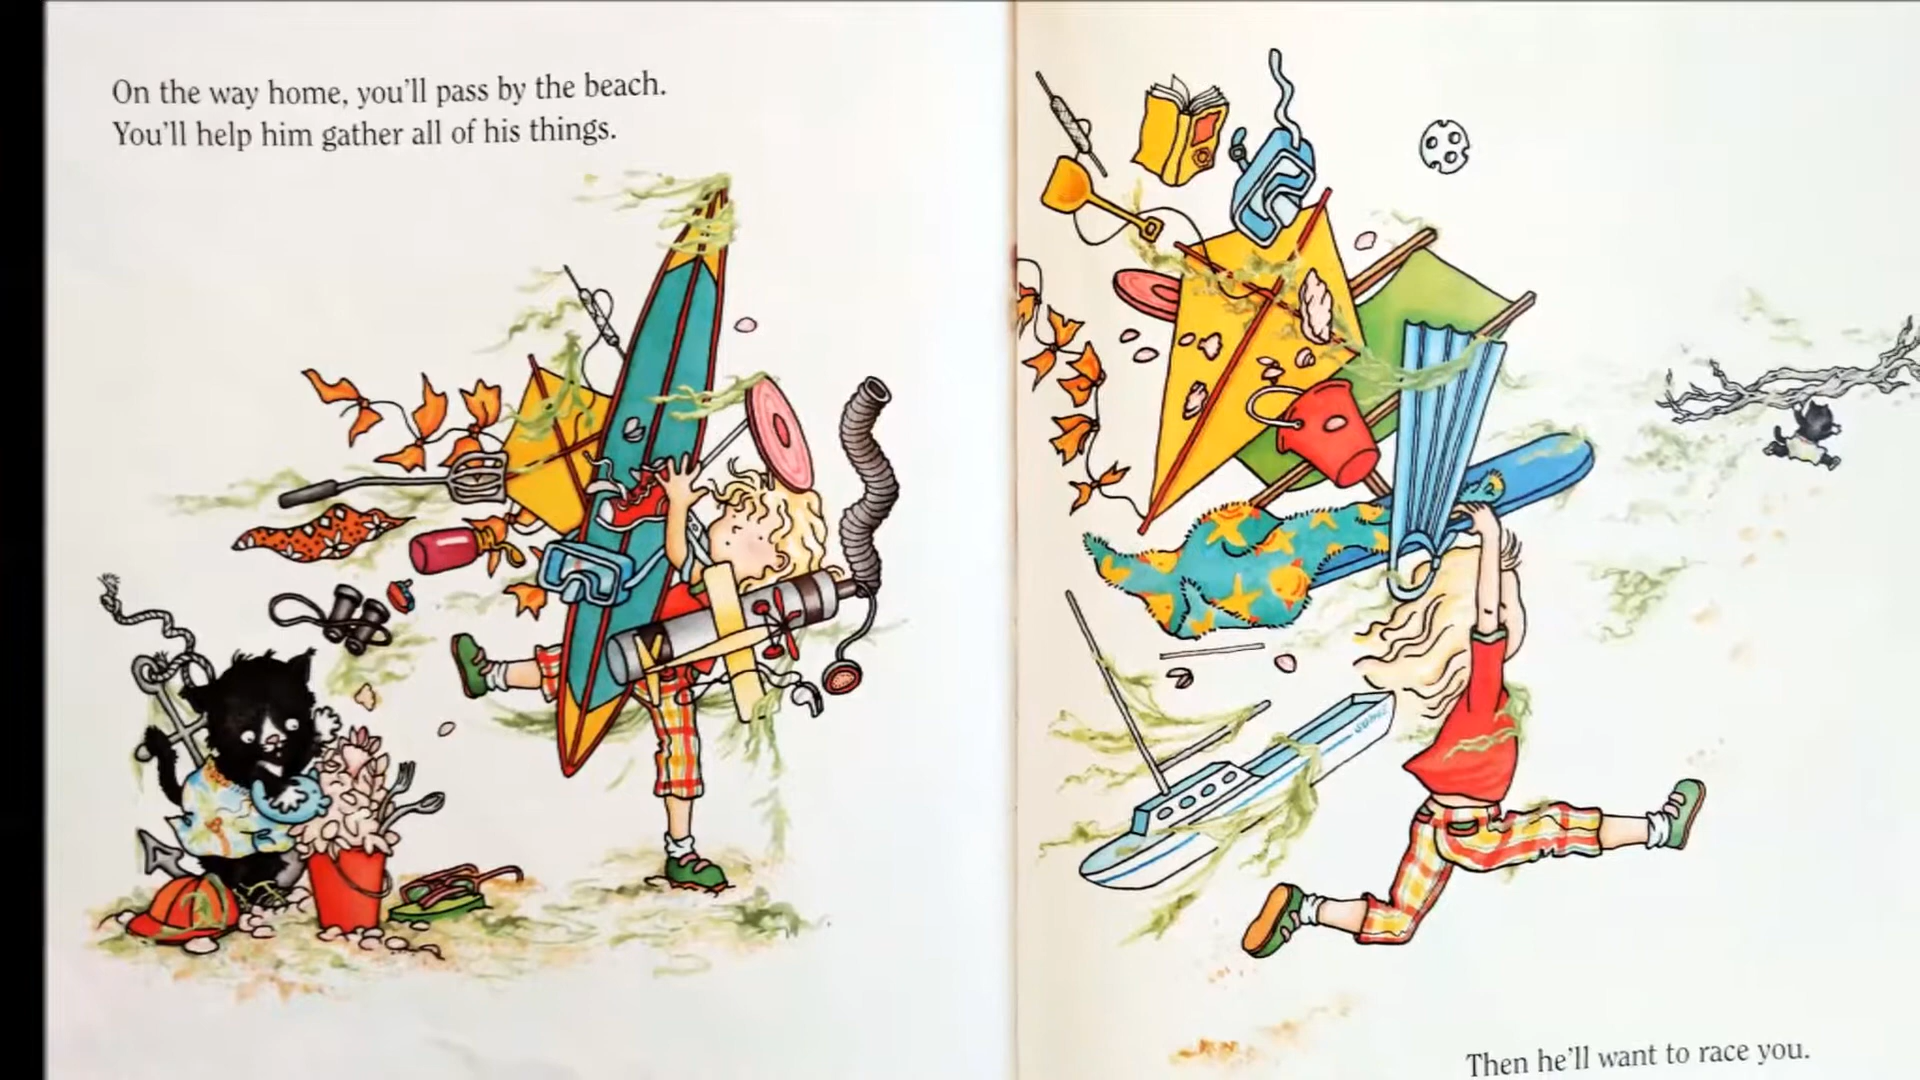 On the way home, you'll pass by the beach.
You'll help him gather all of his things.
Then he'll want to race you.